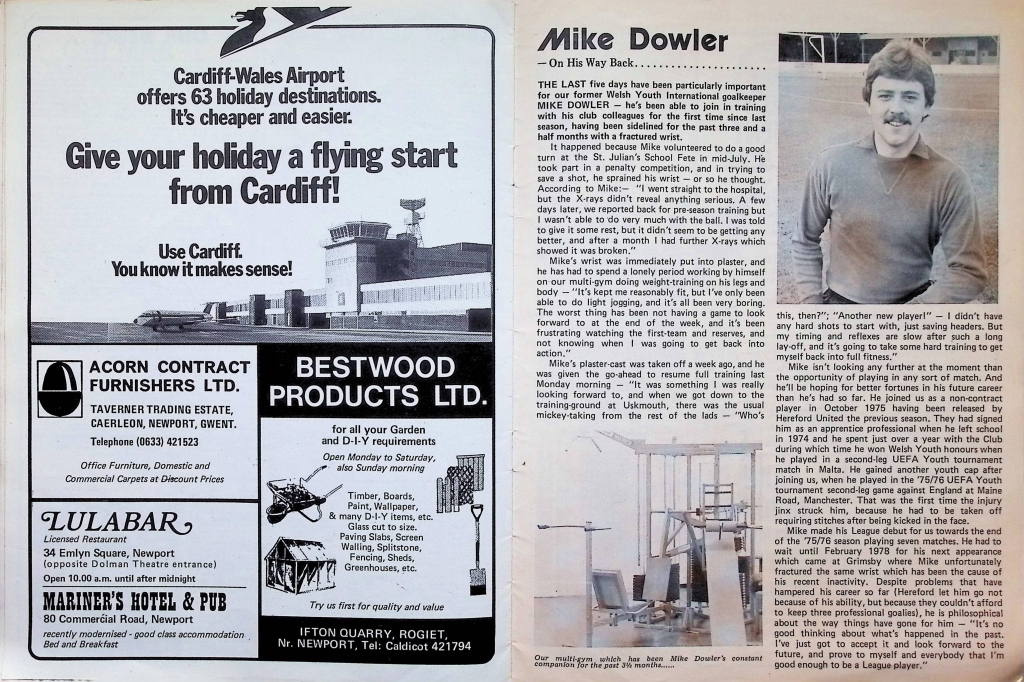 Cardiff-Wales Airport
offers 63 holiday destinations.
It's cheaper and easier.
Give your holiday a flying start
from Cardiff!
Use Cardiff.
You know it makes sense!
ACORN CONTRACT
FURNISHERS LTD.
TAVERNER TRADING ESTATE,
CAERLEON, NEWPORT, GWENT.
Telephone (0633) 421523
Office Furniture, Domestic and
Commercial Carpets at Discount Prices
LULABAR
Licensed Restaurant
34 Emlyn Square, Newport
(opposite Dolman Theatre entrance)
Open 10.00 a.m. until after midnight
MARINER'S HOTEL & PUB
80 Commercial Road, Newport
recently modernised - good class accommodation
Bed and Breakfast
BESTWOOD
PRODUCTS LTD.
for all your Garden
and D-I-Y requirements
Open Monday to Saturday,
also Sunday morning
Timber, Boards,
Paint, Wallpaper,
& many D-I-Y items, etc.
Glass cut to size.
Paving Slabs, Screen
Walling, Splitstone,
Fencing, Sheds,
Greenhouses, etc.
Try us first for quality and value
IFTON QUARRY, ROGIET,
Nr. NEWPORT, Tel: Caldicot 421794
Mike Dowler
— On His Way Back......................
THE LAST five days have been particularly important
for our former Welsh Youth International goalkeeper
MIKE DOWLER — he's been able to join in training
with his club colleagues for the first time since last
season, having been sidelined for the past three and a
half months with a fractured wrist.
It happened because Mike volunteered to do a good
turn at the St. Julian's School Fete in mid-July. He
took part in a penalty competition, and in trying to
save a shot, he sprained his wrist — or so he thought.
According to Mike:— "I went straight to the hospital,
but the X-rays didn't reveal anything serious. A few
days later, we reported back for pre-season training but
I wasn't able to do very much with the ball. I was told
to give it some rest, but it didn't seem to be getting any
better, and after a month I had further X-rays which
showed it was broken."
Mike's wrist was immediately put into plaster, and
he has had to spend a lonely period working by himself
on our multi-gym doing weight-training on his legs and
body — "It's kept me reasonably fit, but I've only been
able to do light jogging, and it's all been very boring.
The worst thing has been not having a game to look
forward to at the end of the week, and it's been
frustrating watching the first-team and reserves, and
not knowing when I was going to get back into
action."
Mike's plaster-cast was taken off a week ago, and he
was given the go-ahead to resume full training last
Monday morning — "It was something I was really
looking forward to, and when we got down to the
training-ground at Uskmouth, there was the usual
mickey-taking from the rest of the lads — "Who's
Our multi-gym which has been Mike Dowler's constant
companion for the past 3½ months......
this, then?"; "Another new player!" — I didn't have
any hard shots to start with, just saving headers. But
my timing and reflexes are slow after such a long
lay-off, and it's going to take some hard training to get
myself back into full fitness."
Mike isn't looking any further at the moment than
the opportunity of playing in any sort of match. And
he'll be hoping for better fortunes in his future career
than he's had so far. He joined us as a non-contract
player in October 1975 having been released by
Hereford United the previous season. They had signed
him as an apprentice professional when he left school
in 1974 and he spent just over a year with the Club
during which time he won Welsh Youth honours when
he played in a second-leg UEFA Youth tournament
match in Malta. He gained another youth cap after
joining us, when he played in the '75/76 UEFA Youth
tournament second-leg game against England at Maine
Road, Manchester. That was the first time the injury
jinx struck him, because he had to be taken off
requiring stitches after being kicked in the face.
Mike made his League debut for us towards the end
of the '75/76 season playing seven matches. He had to
wait until February 1978 for his next appearance
which came at Grimsby where Mike unfortunately
fractured the same wrist which has been the cause of
his recent inactivity. Despite problems that have
hampered his career so far (Hereford let him go not
because of his ability, but because they couldn't afford
to keep three professional goalies), he is philosophical
about the way things have gone for him — "It's no
good thinking about what's happened in the past.
I've just got to accept it and look forward to the
future, and prove to myself and everybody that I'm
good enough to be a League player."